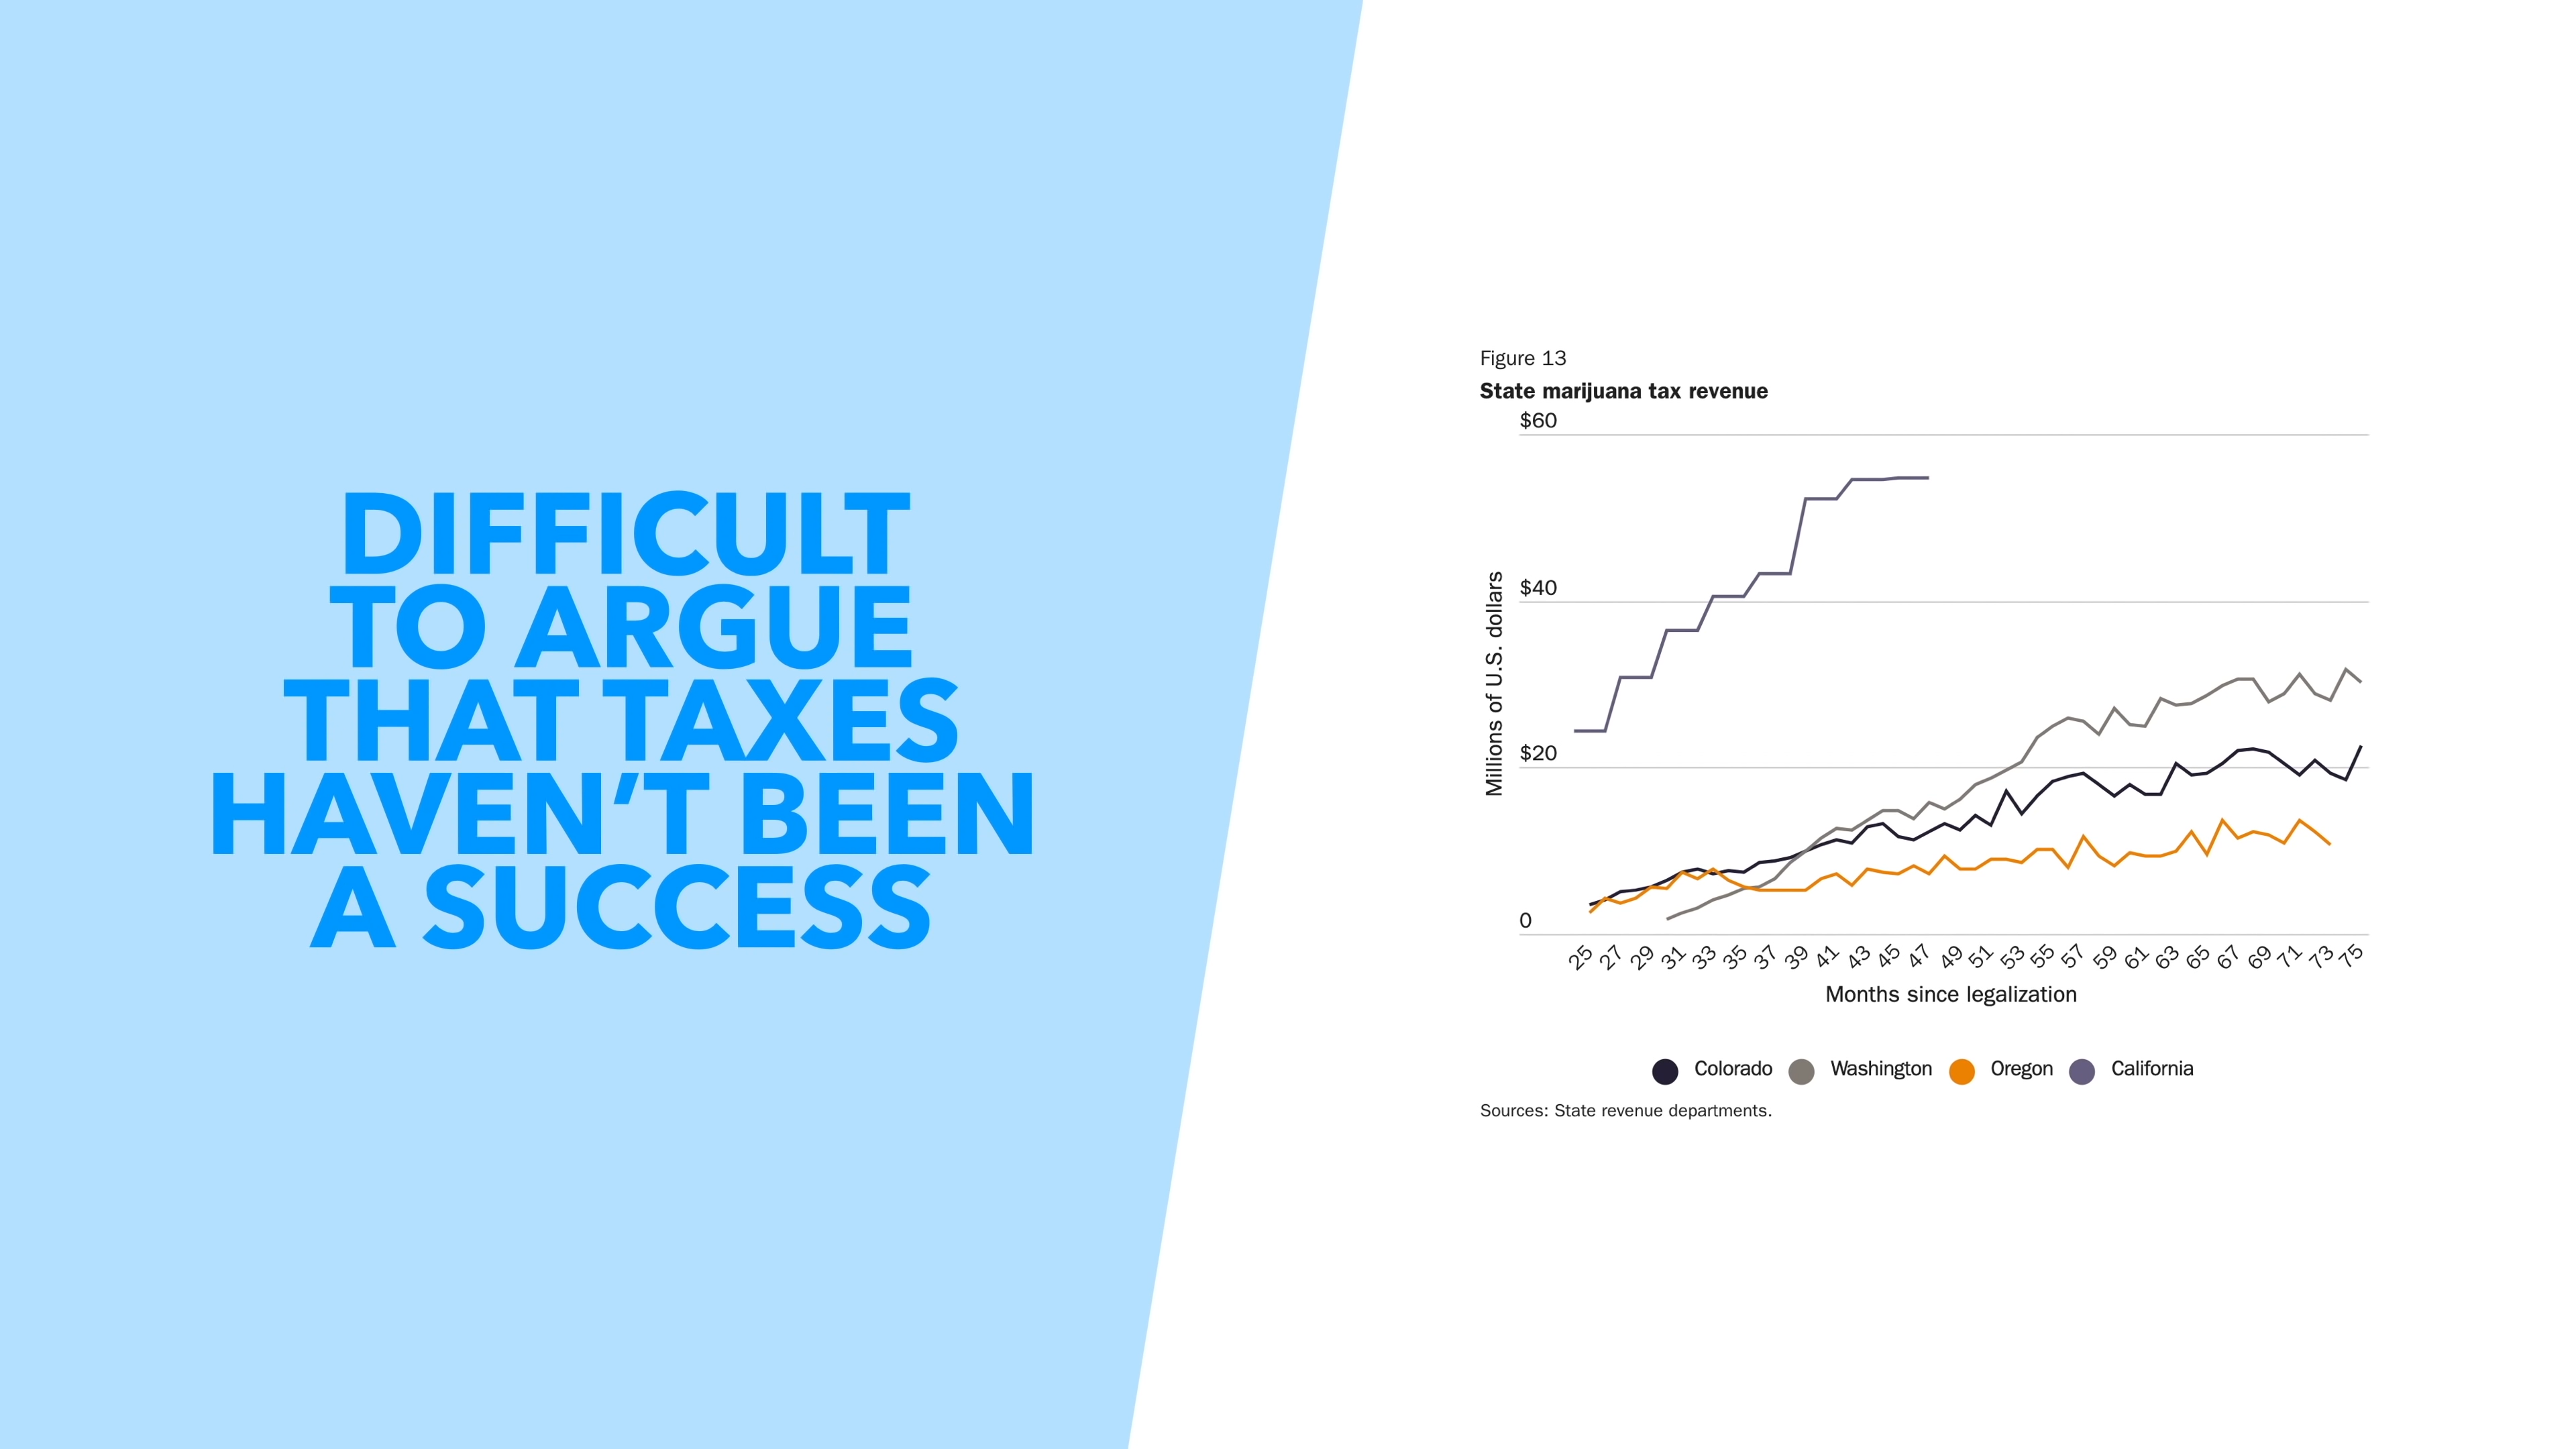 DIFFICULT
TO ARGUE
THAT TAXES
HAVEN'T BEEN
A SUCCESS
Figure 13
State marijuana tax revenue
$60
$40
$20
0
Millions of U.S. dollars
25 27 29 31 33 35 37 39 41 43 45 47 49 51 53 55 57 59 61 63 65 67 69 71 73 75
Months since legalization
Colorado Washington Oregon California
Sources: State revenue departments.